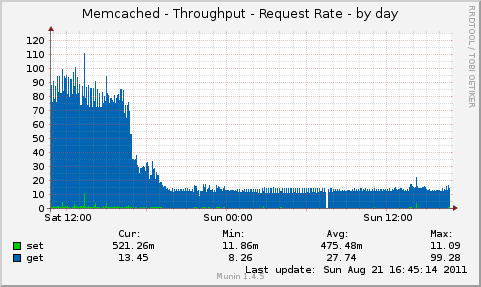 Memcached - Throughput - Request Rate - by day
RRDTOOL / TOBI OETIKER
120
110
100
90
80
70
60
50
40
30
20
10
0
Sat 12:00 Sun 00:00 Sun 12:00
Cur: Min: Avg: Max:
set 521.26m 11.86m 475.48m 11.09
get 13.45 8.26 27.74 99.28
Last update: Sun Aug 21 16:45:14 2011
Munin 1.4.5